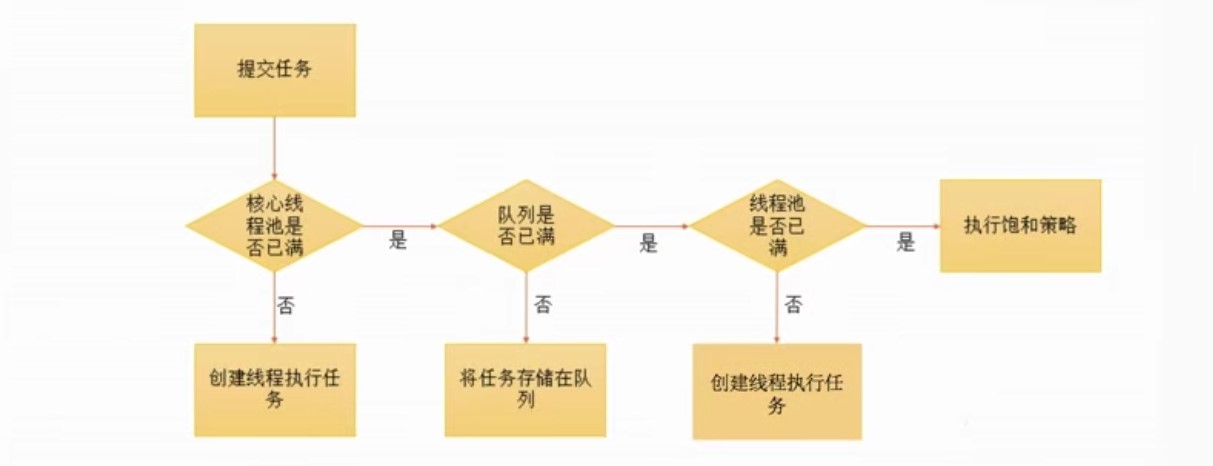 提交任务
核心线
程池是
否已满
是
队列是
否已满
是
线程池
是否已
满
是
执行饱和策略
否
否
否
创建线程执行任
务
将任务存储在队
列
创建线程执行任
务